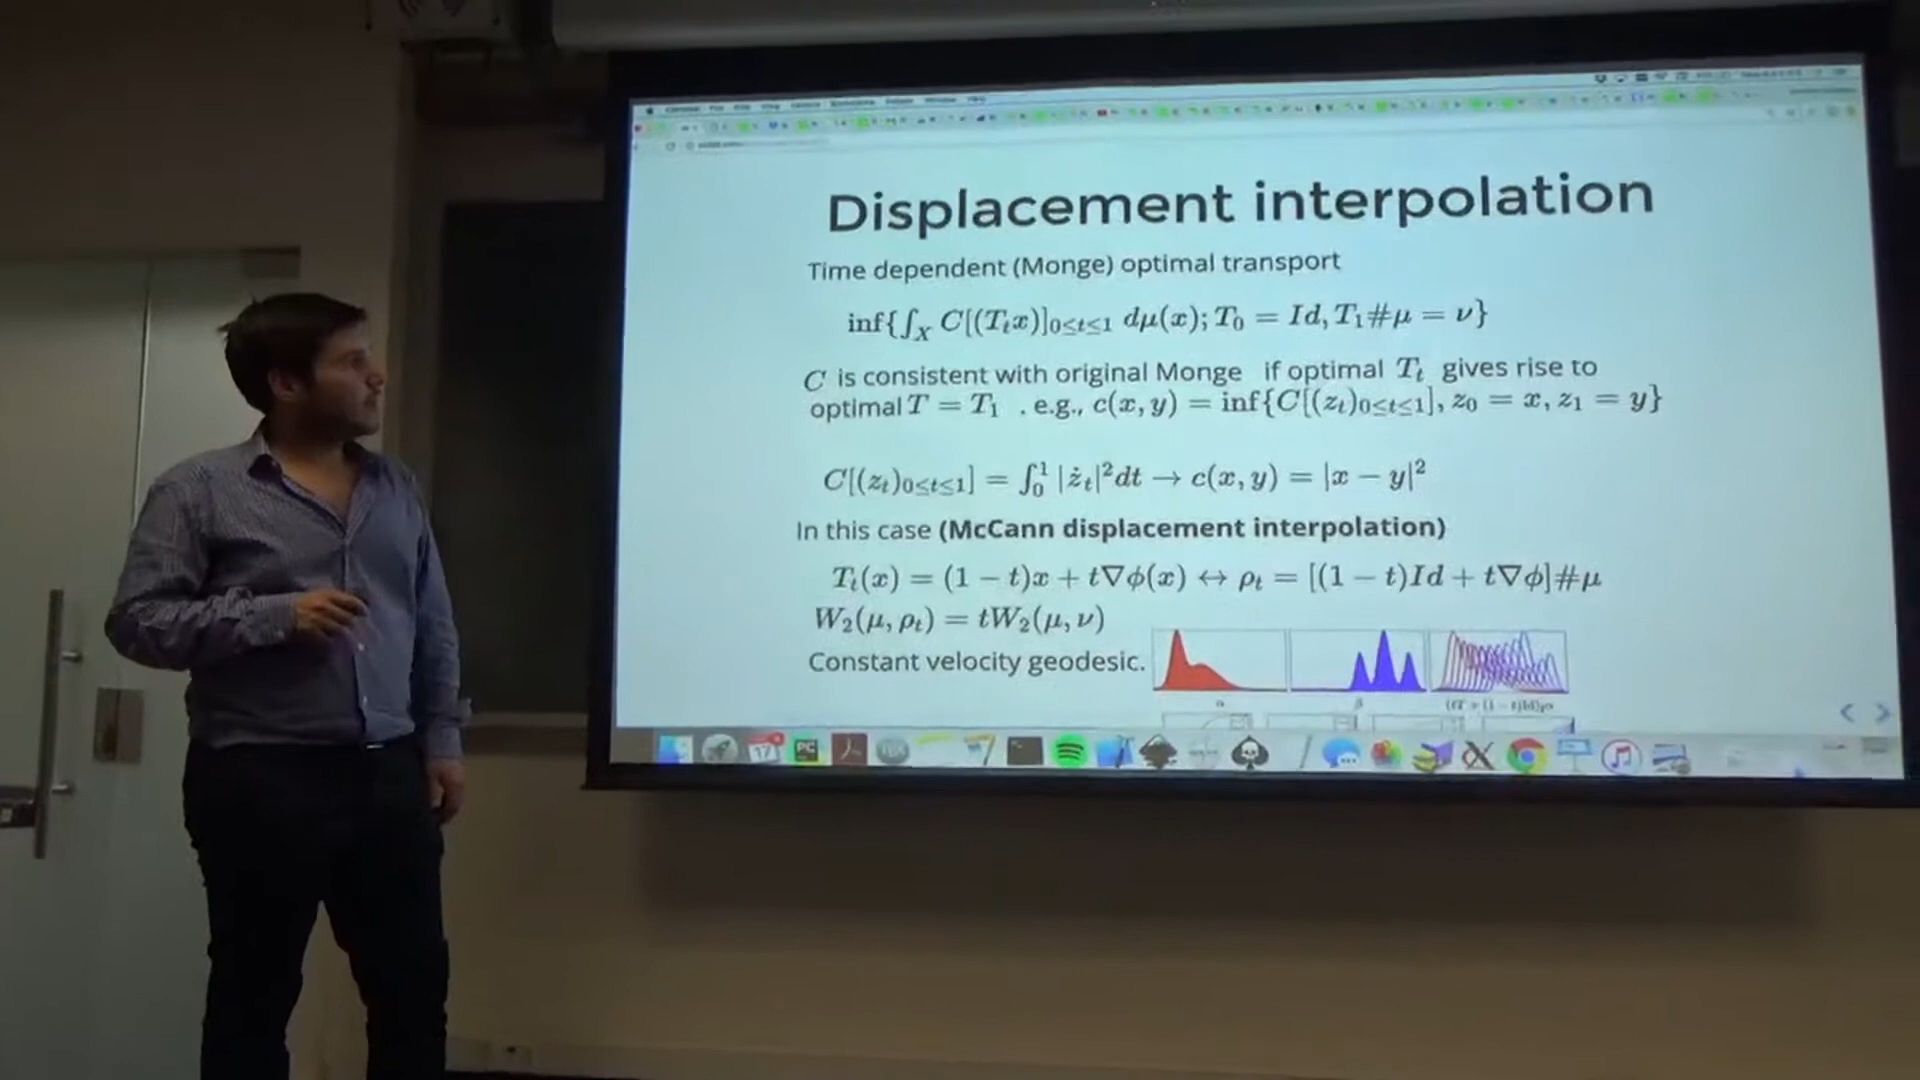 Displacement interpolation
Time dependent (Monge) optimal transport
inf{∫_X C[(T_t x)]_{0≤t≤1} dμ(x); T_0 = Id, T_1#μ = ν}
C is consistent with original Monge if optimal T_t gives rise to
optimal T = T_1 . e.g., c(x, y) = inf{C[(z_t)_{0≤t≤1}], z_0 = x, z_1 = y}
C[(z_t)_{0≤t≤1}] = ∫_0^1 |ż_t|^2 dt → c(x, y) = |x − y|^2
In this case (McCann displacement interpolation)
T_t(x) = (1 − t)x + t∇ϕ(x) ↔ ρ_t = [(1 − t)Id + t∇ϕ]#μ
W_2(μ, ρ_t) = tW_2(μ, ν)
Constant velocity geodesic.
α β
17 PC